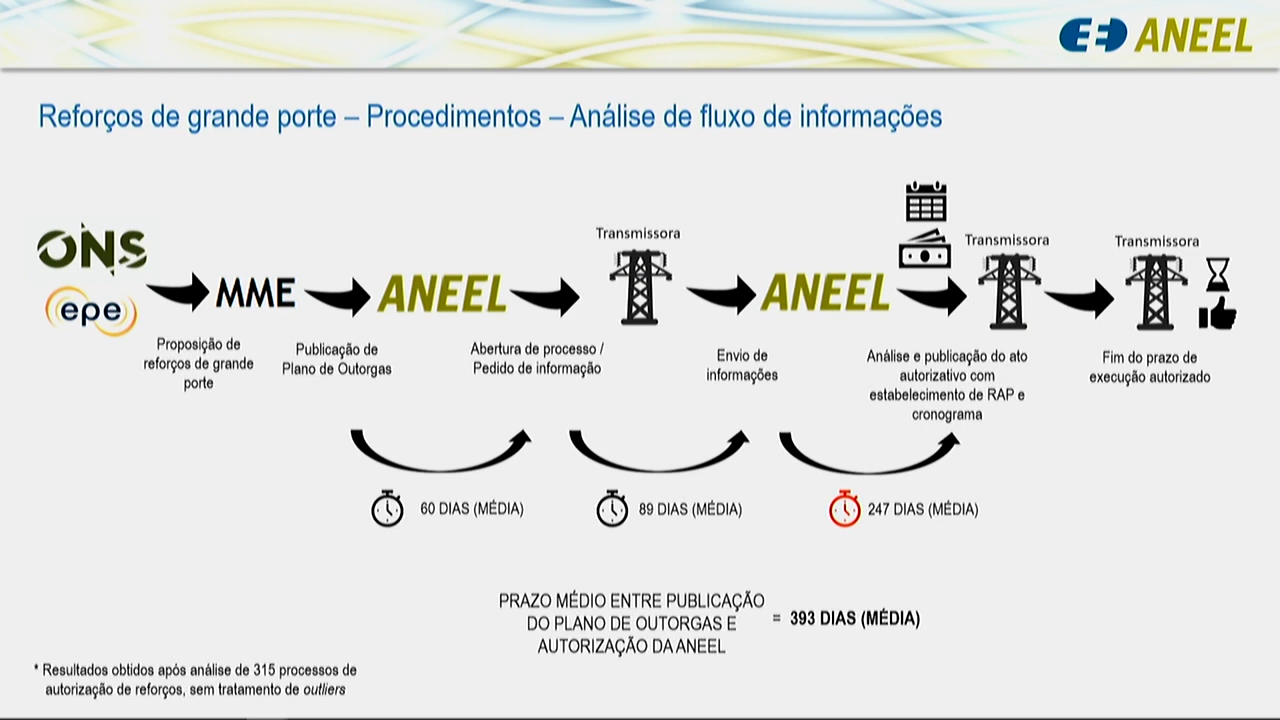 ANEEL
Reforços de grande porte – Procedimentos – Análise de fluxo de informações
ONS
epe
MME
ANEEL
Transmissora
ANEEL
Transmissora
Transmissora
Proposição de
reforços de grande
porte
Publicação de
Plano de Outorgas
Abertura de processo /
Pedido de informação
Envio de
informações
Análise e publicação do ato
autorizativo com
estabelecimento de RAP e
cronograma
Fim do prazo de
execução autorizado
60 DIAS (MÉDIA)
89 DIAS (MÉDIA)
247 DIAS (MÉDIA)
PRAZO MÉDIO ENTRE PUBLICAÇÃO
DO PLANO DE OUTORGAS E
AUTORIZAÇÃO DA ANEEL
= 393 DIAS (MÉDIA)
* Resultados obtidos após análise de 315 processos de
autorização de reforços, sem tratamento de outliers